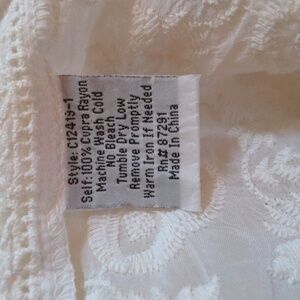 Style: C12419-1
Self: 100% Cupra Rayon
Machine Wash Cold
NO Bleach
Tumble Dry Low
Remove Promptly
Warm Iron If Needed
Rn# 87291
Made In China